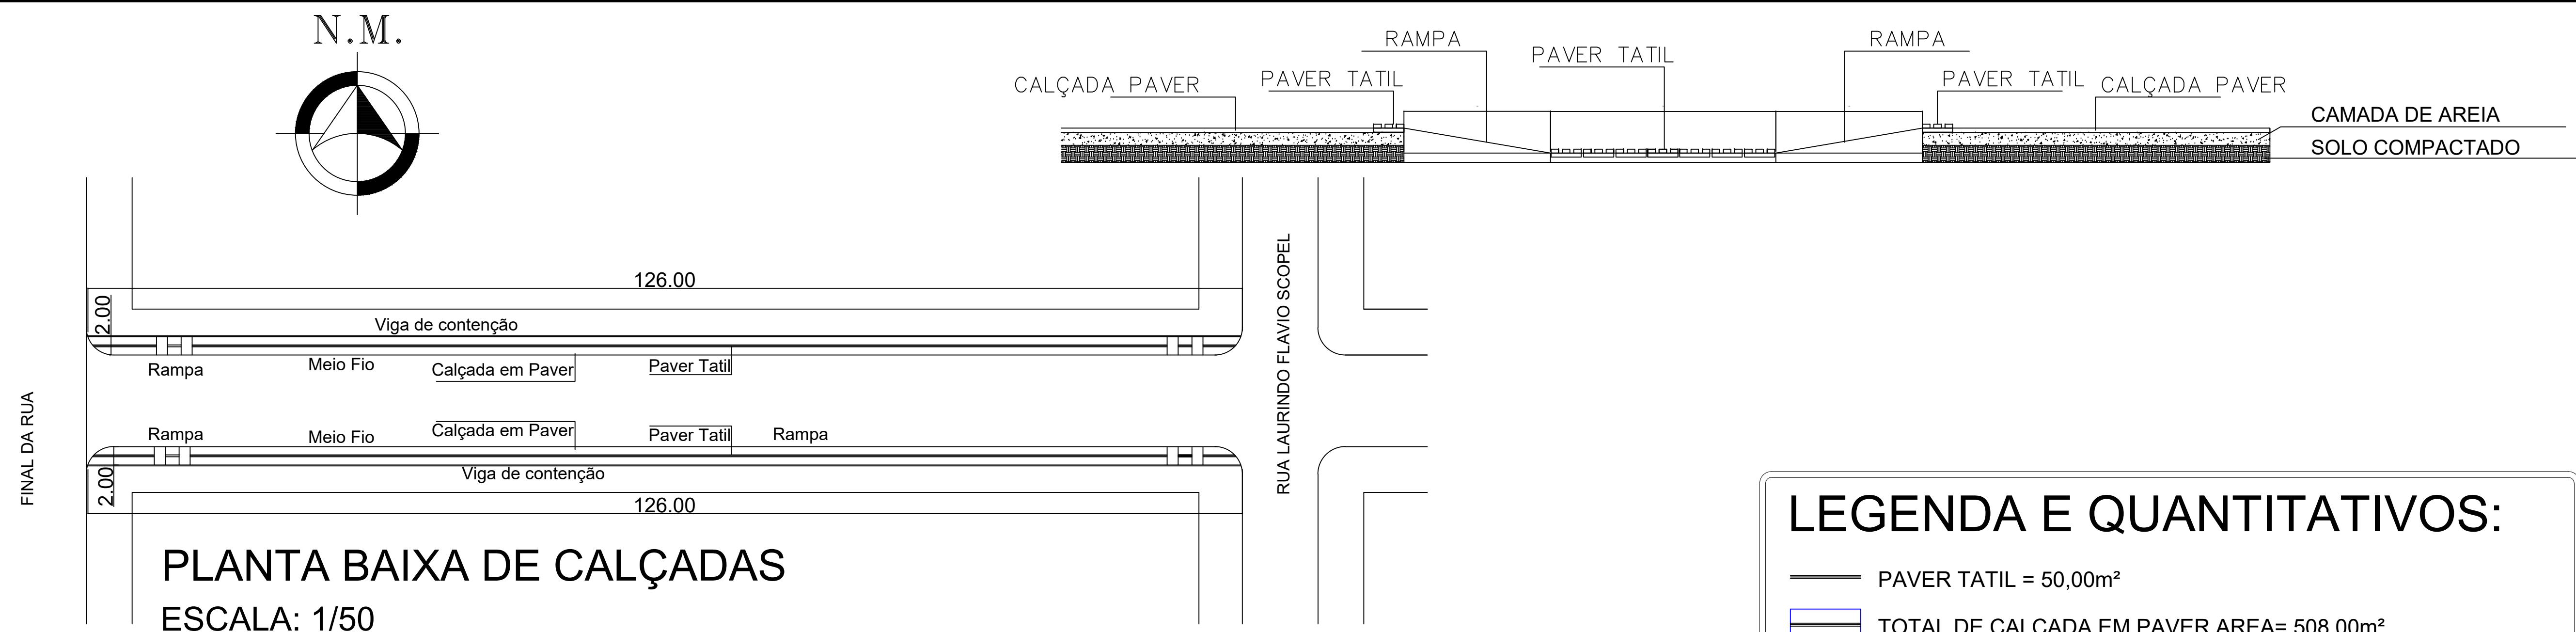 N.M.
RAMPA
PAVER TATIL
RAMPA
CALÇADA PAVER
PAVER TATIL
PAVER TATIL
CALÇADA PAVER
CAMADA DE AREIA
SOLO COMPACTADO
126.00
2.00
Viga de contenção
Rampa
Meio Fio
Calçada em Paver
Paver Tatil
FINAL DA RUA
RUA LAURINDO FLAVIO SCOPEL
Rampa
Meio Fio
Calçada em Paver
Paver Tatil
Rampa
Viga de contenção
2.00
126.00
PLANTA BAIXA DE CALÇADAS
ESCALA: 1/50
LEGENDA E QUANTITATIVOS:
PAVER TATIL = 50,00m²
TOTAL DE CALÇADA EM PAVER AREA= 508,00m²